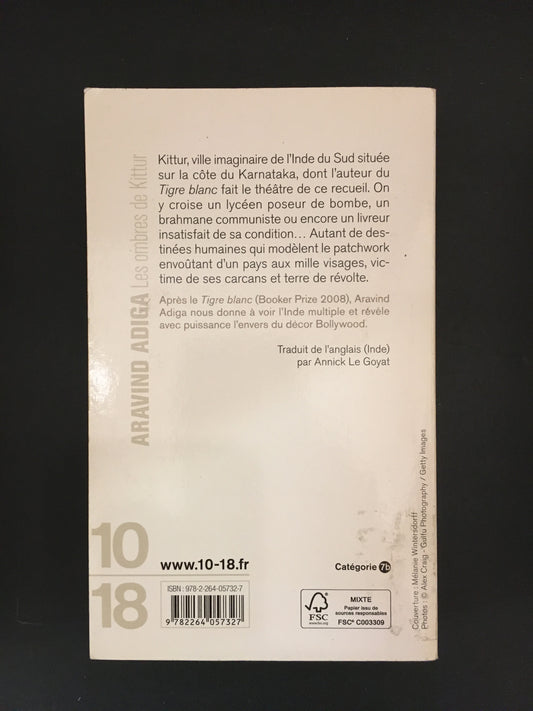 Kittur, ville imaginaire de l'Inde du Sud située
sur la côte du Karnataka, dont l'auteur du
Tigre blanc fait le théâtre de ce recueil. On
y croise un lycéen poseur de bombe, un
brahmane communiste ou encore un livreur
insatisfait de sa condition... Autant de des-
tinées humaines qui modèlent le patchwork
envoûtant d'un pays aux mille visages, vic-
time de ses carcans et terre de révolte.
Après le Tigre blanc (Booker Prize 2008), Aravind
Adiga nous donne à voir l'Inde multiple et révèle
avec puissance l'envers du décor Bollywood.
Traduit de l'anglais (Inde)
par Annick Le Goyat
ARAVIND ADIGA Les ombres de Kittur
10
18
www.10-18.fr
Catégorie 7b
ISBN : 978-2-264-05732-7
9 782264 057327
FSC
www.fsc.org
MIXTE
Papier issu de
sources responsables
FSC® C003309
Couverture : Mélanie Wintersdorff
Photos : © Alex Craig - Gulfu Photography / Getty Images